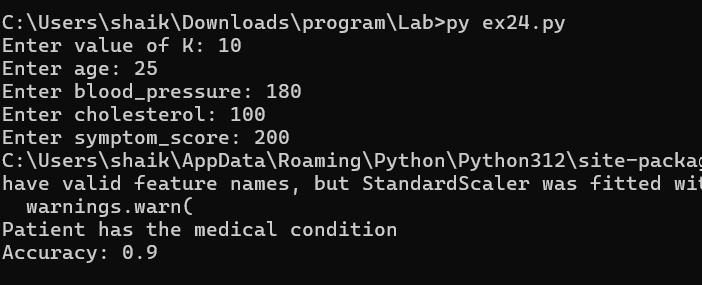 C:\Users\shaik\Downloads\program\Lab>py ex24.py
Enter value of K: 10
Enter age: 25
Enter blood_pressure: 180
Enter cholesterol: 100
Enter symptom_score: 200
C:\Users\shaik\AppData\Roaming\Python\Python312\site-packag
have valid feature names, but StandardScaler was fitted wit
  warnings.warn(
Patient has the medical condition
Accuracy: 0.9